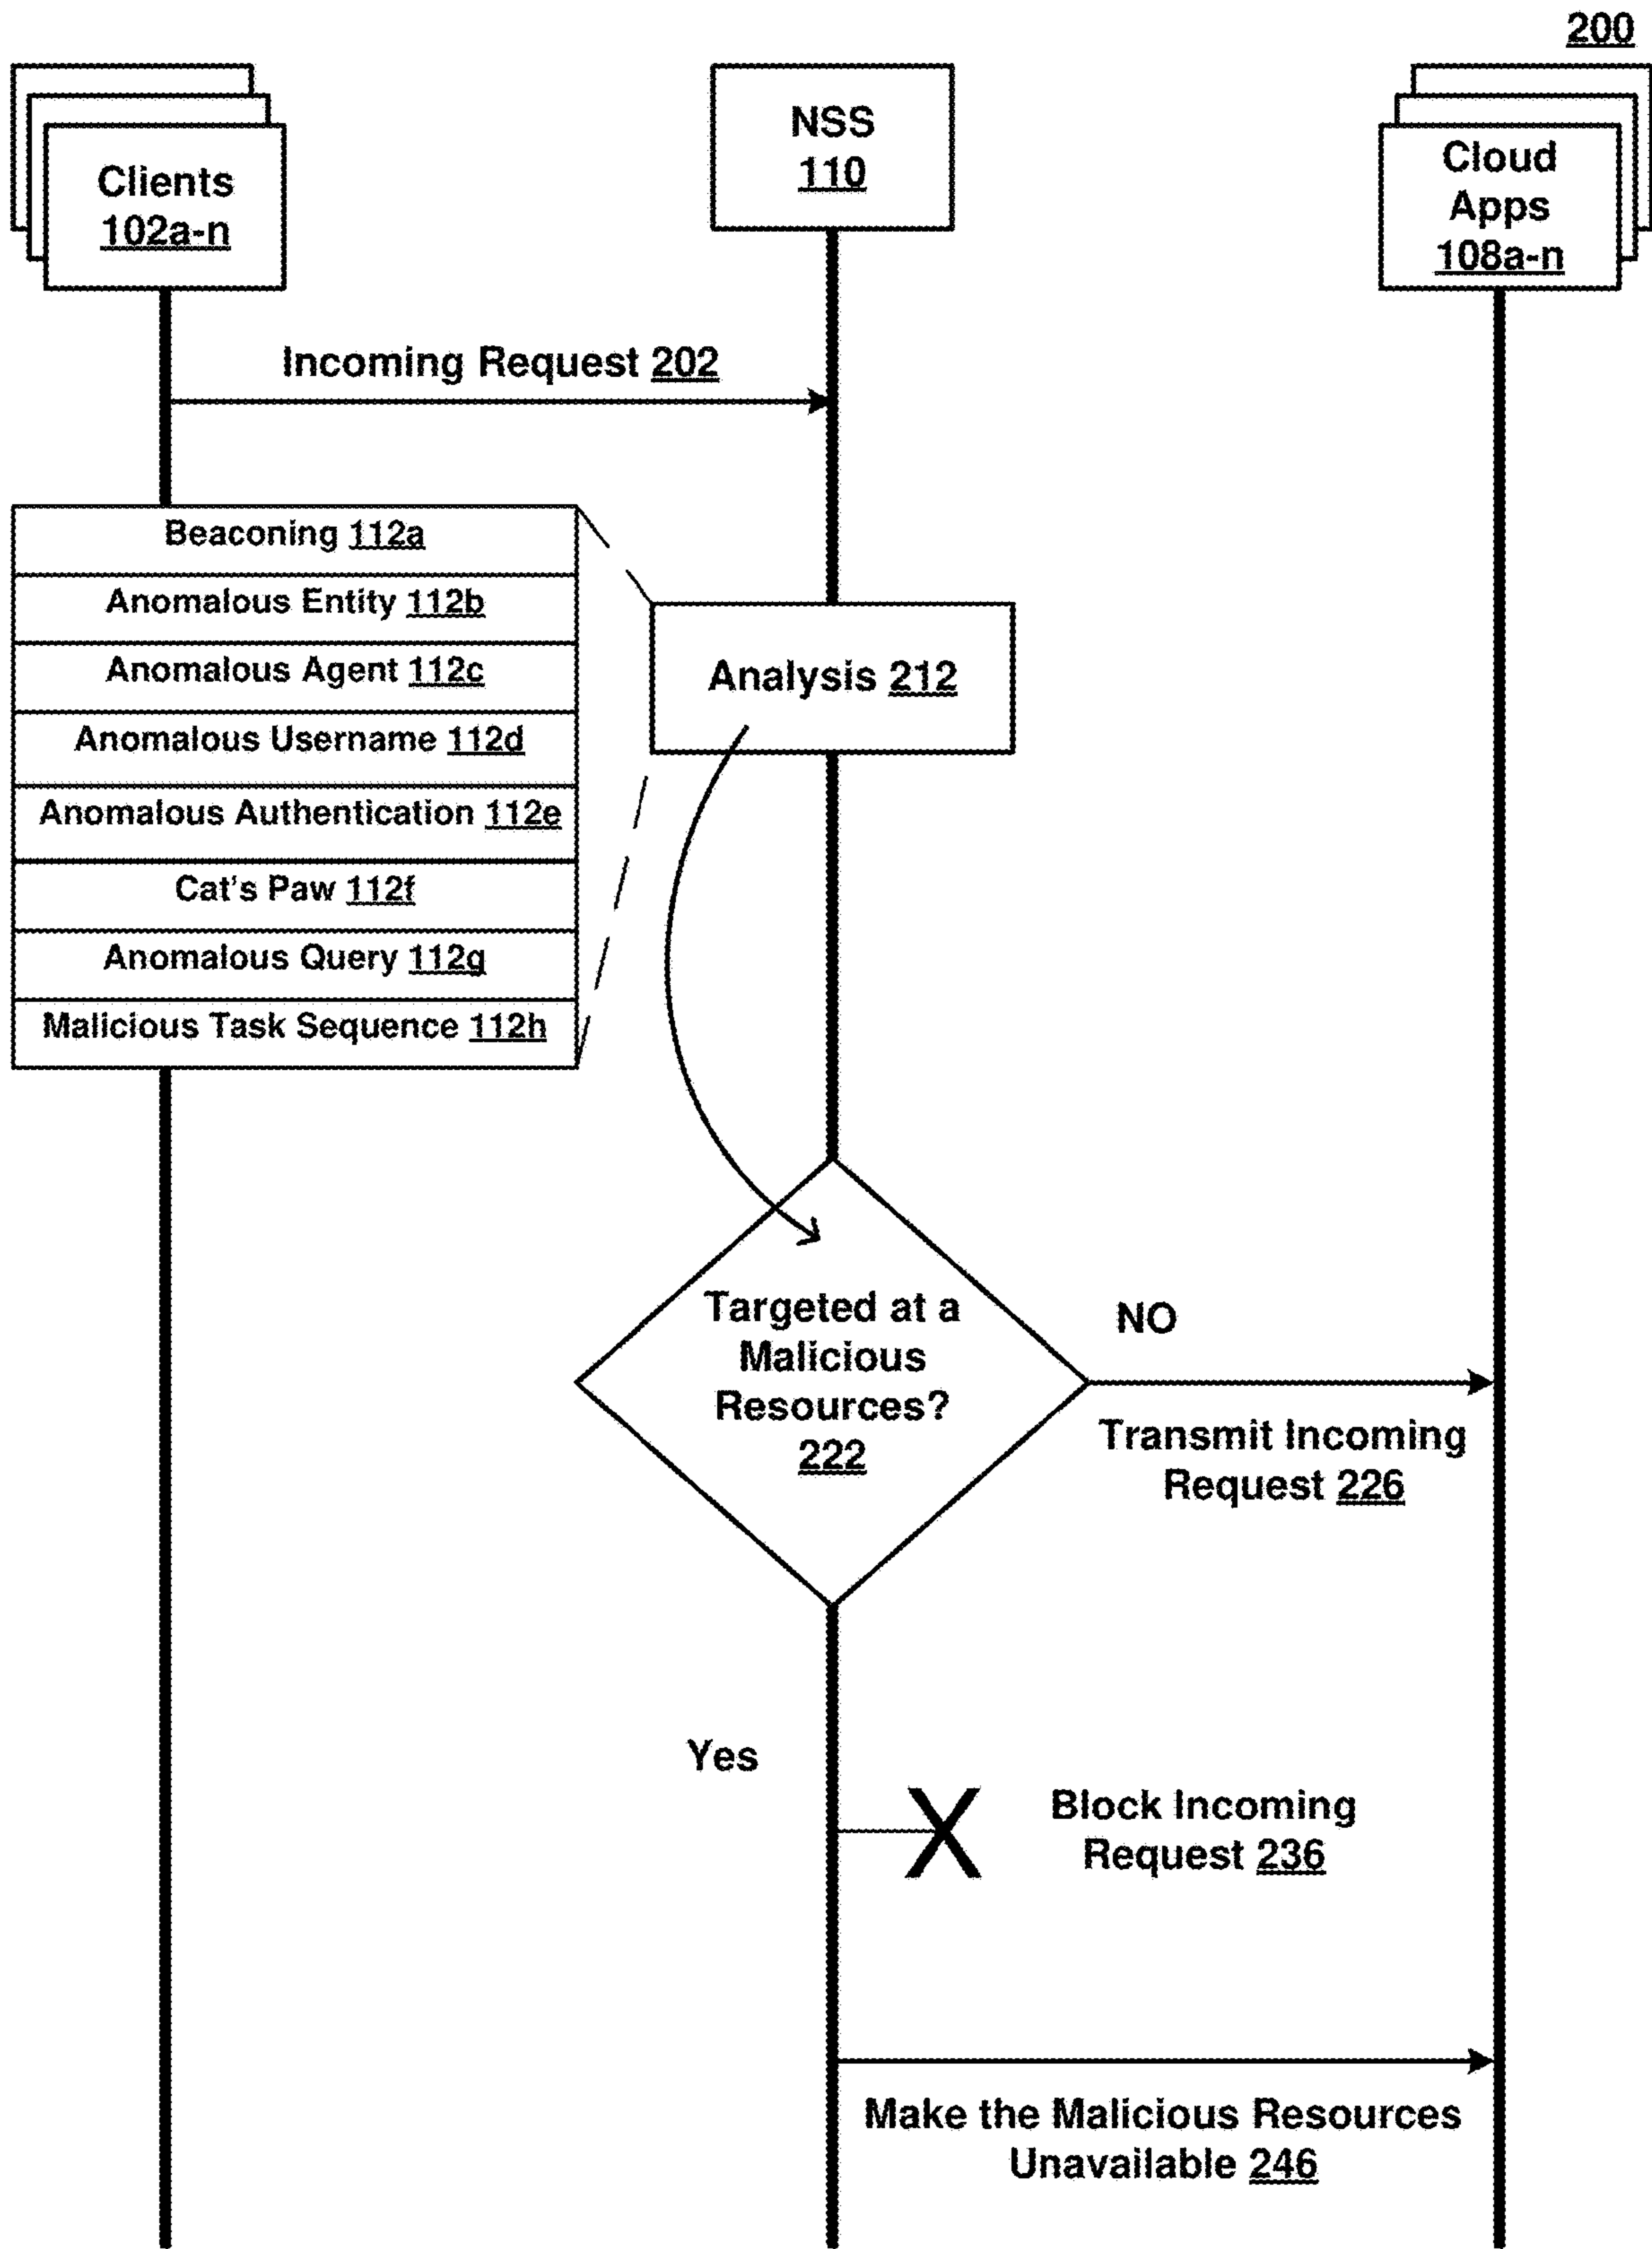 200
Clients
102a-n
NSS
110
Cloud
Apps
108a-n
Incoming Request 202
Beaconing 112a
Anomalous Entity 112b
Anomalous Agent 112c
Anomalous Username 112d
Anomalous Authentication 112e
Cat's Paw 112f
Anomalous Query 112g
Malicious Task Sequence 112h
Analysis 212
Targeted at a
Malicious
Resources?
222
NO
Transmit Incoming
Request 226
Yes
X
Block Incoming
Request 236
Make the Malicious Resources
Unavailable 246